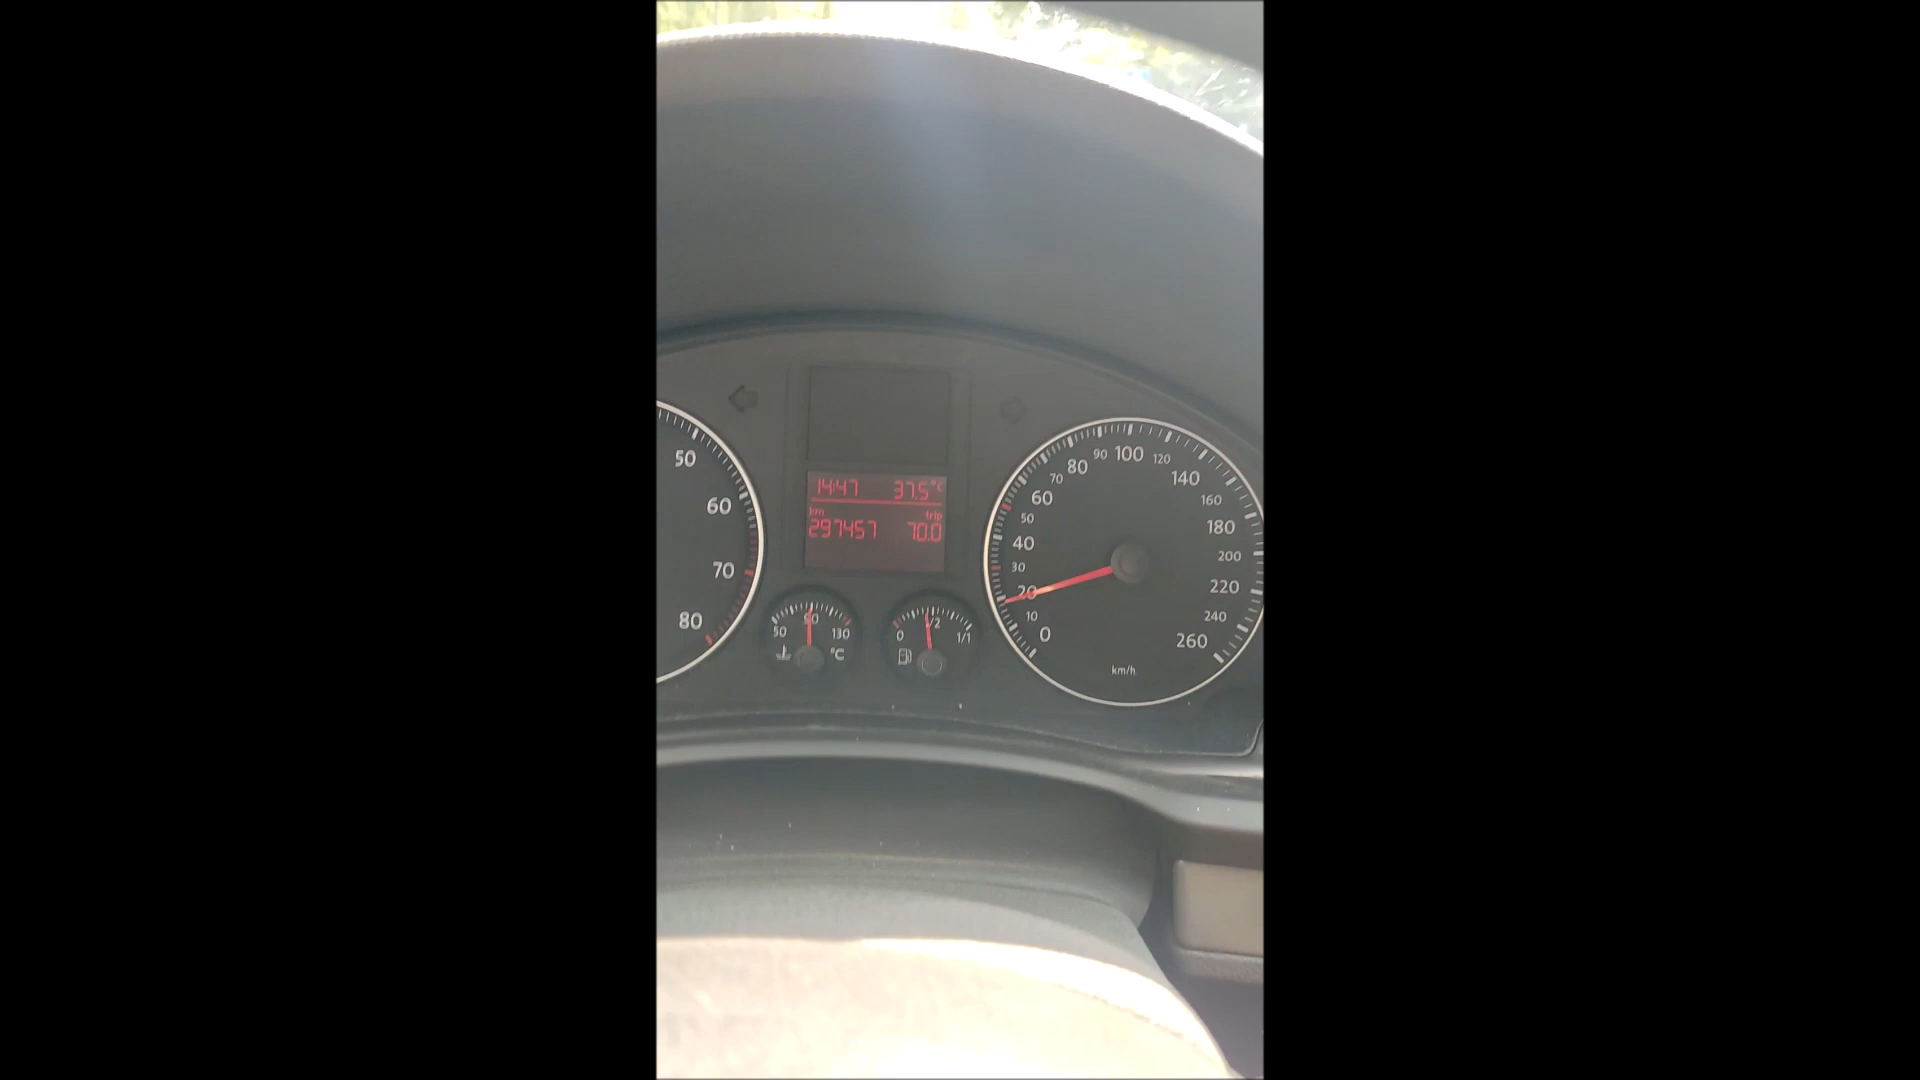 50
60
70
80
14:47 37.5°C
km trip
297457 70.0
50 90 130
°C
0 1/2 1/1
0 10 20 30 40 50 60 70 80 90 100 120 140 160 180 200 220 240 260
km/h